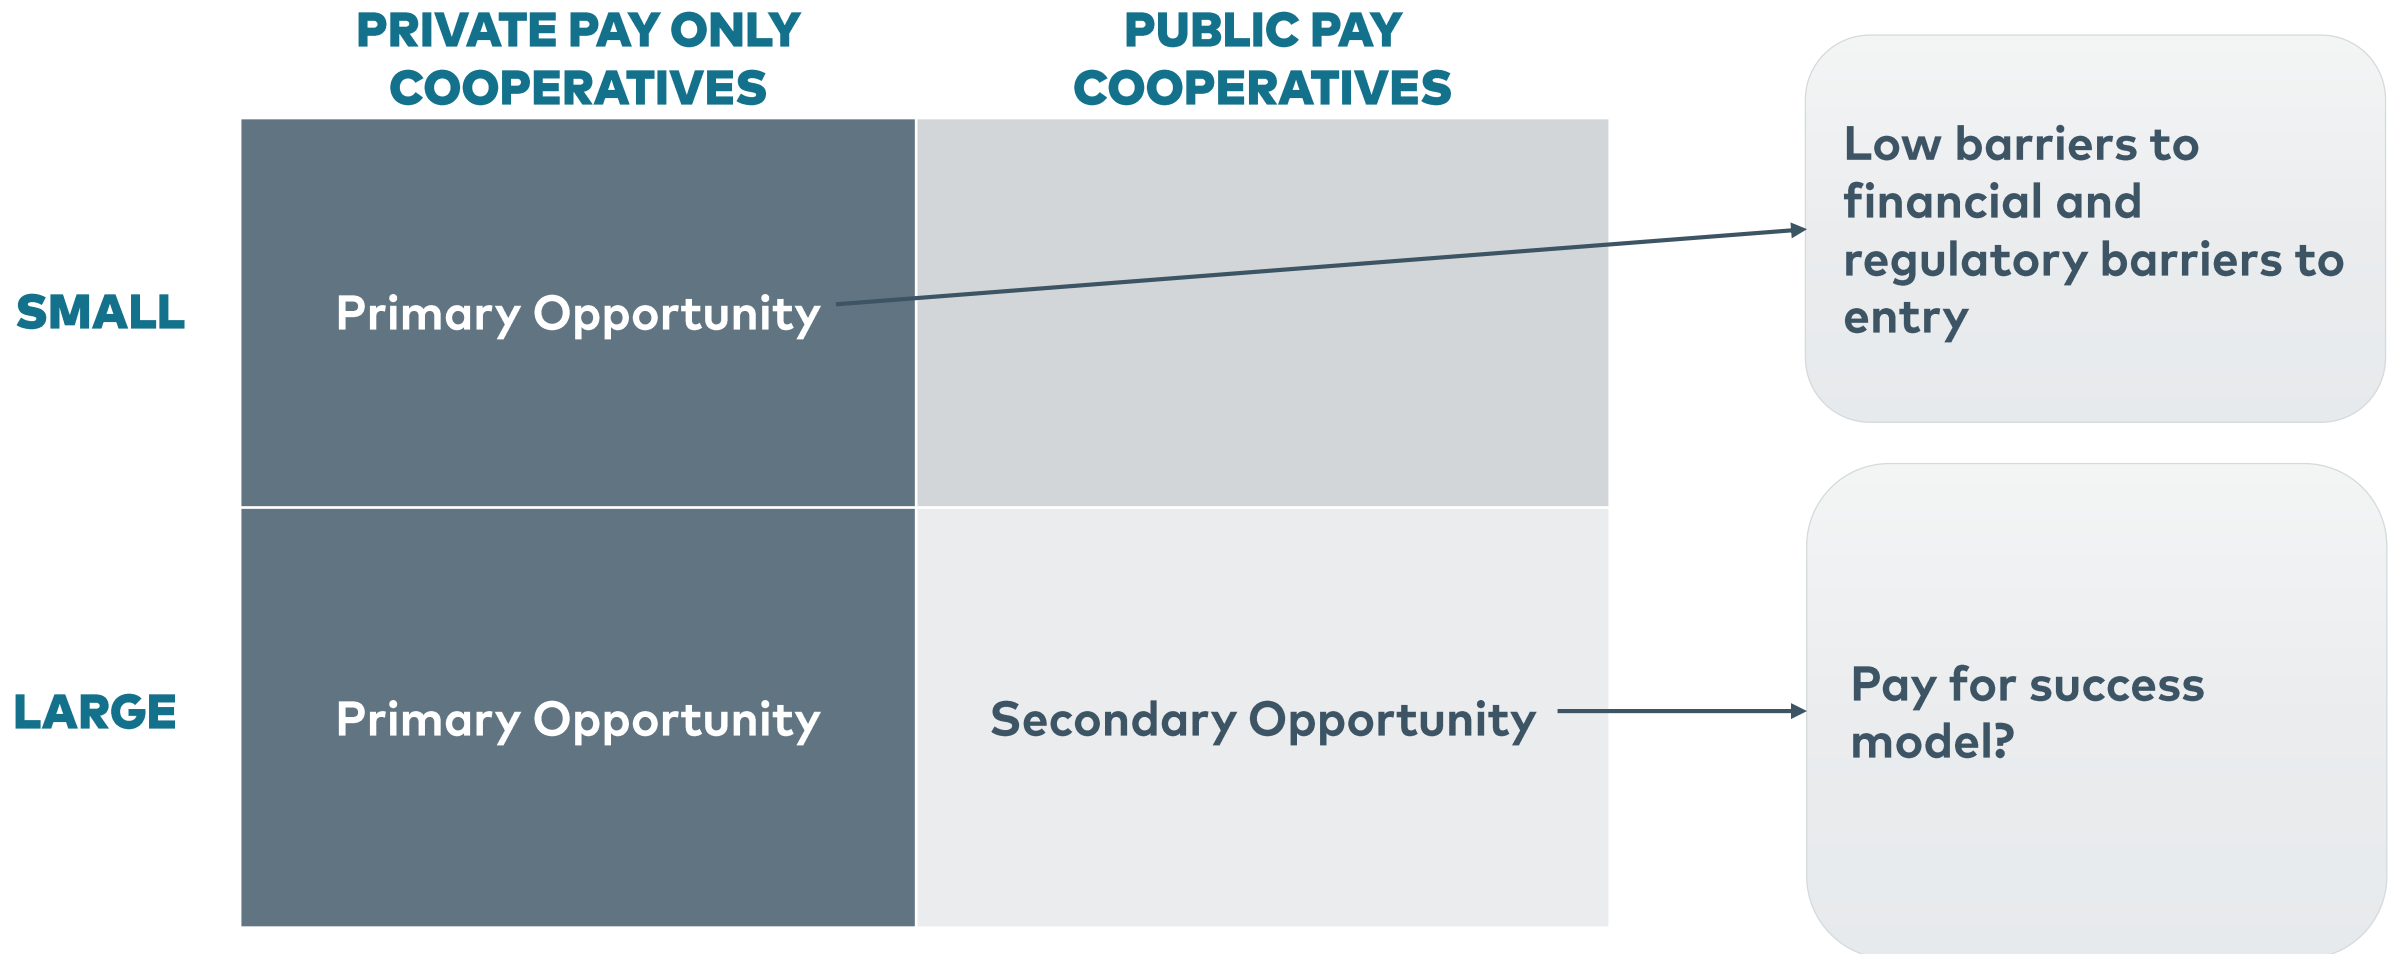 PRIVATE PAY ONLY
COOPERATIVES
PUBLIC PAY
COOPERATIVES
SMALL
Primary Opportunity
Low barriers to
financial and
regulatory barriers to
entry
LARGE
Primary Opportunity
Secondary Opportunity
Pay for success
model?